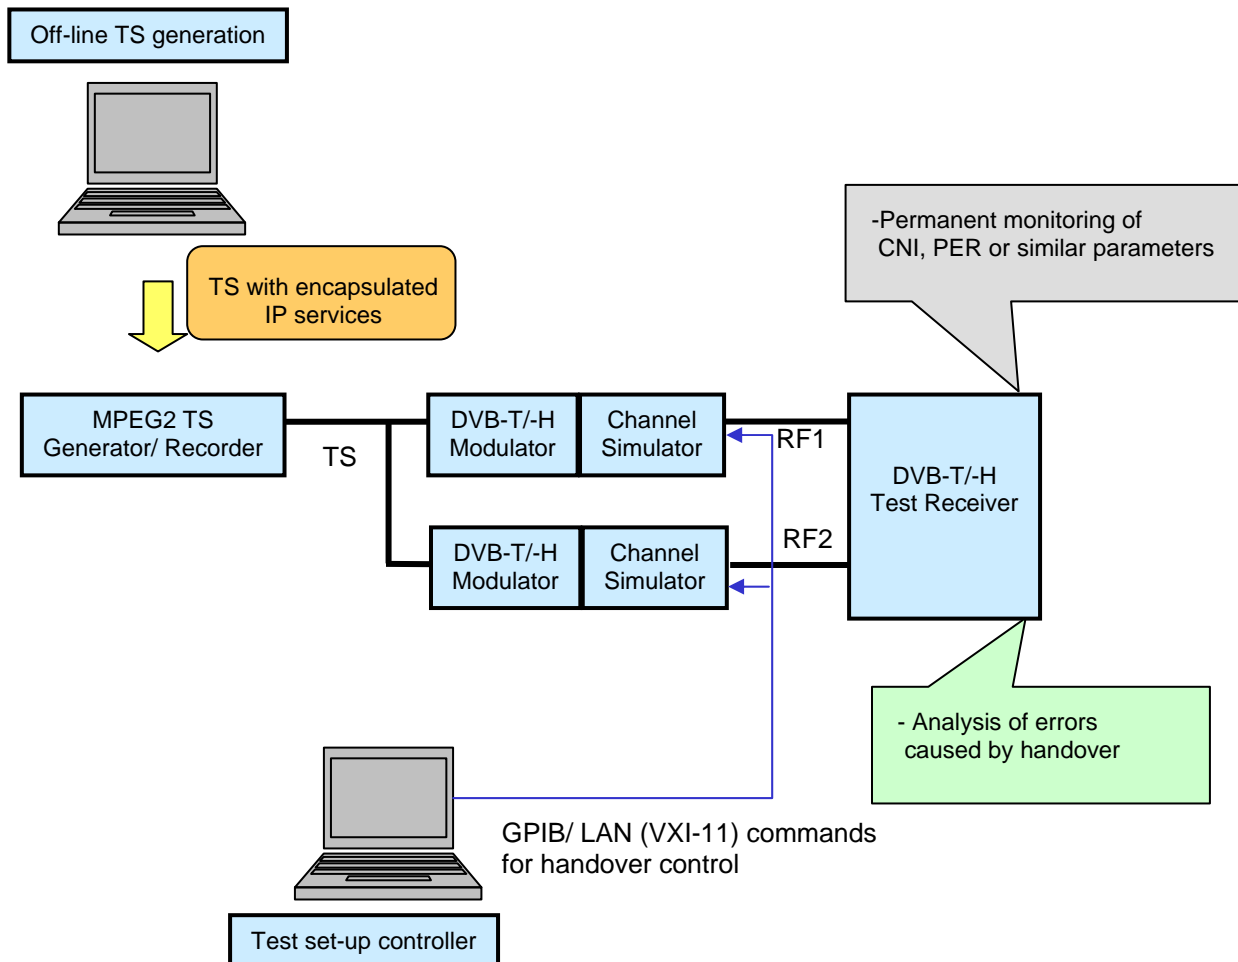 Off-line TS generation
TS with encapsulated
IP services
-Permanent monitoring of
CNI, PER or similar parameters
MPEG2 TS
Generator/ Recorder
TS
DVB-T/-H
Modulator
Channel
Simulator
RF1
DVB-T/-H
Test Receiver
DVB-T/-H
Modulator
Channel
Simulator
RF2
- Analysis of errors
caused by handover
GPIB/ LAN (VXI-11) commands
for handover control
Test set-up controller